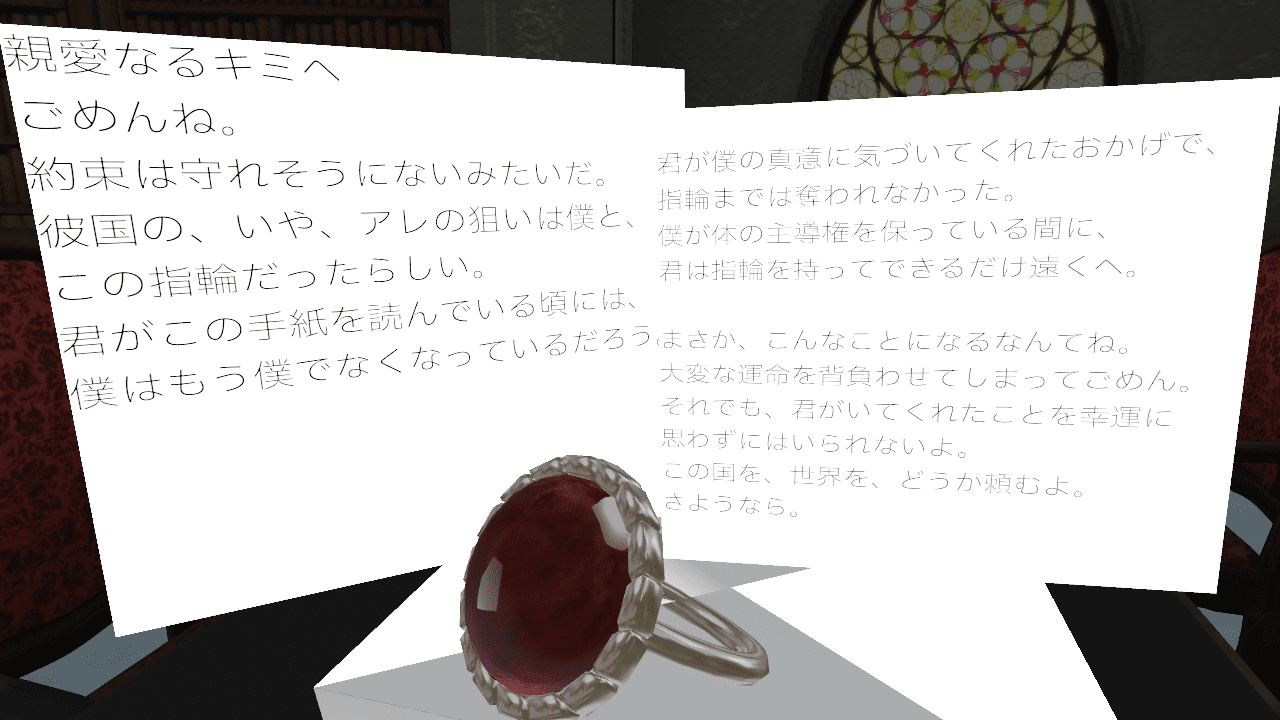 親愛なるキミへ
ごめんね。
約束は守れそうにないみたいだ。
彼国の、いや、アレの狙いは僕と、
この指輪だったらしい。
君がこの手紙を読んでいる頃には、
僕はもう僕でなくなっているだろう。
君が僕の真意に気づいてくれたおかげで、
指輪までは奪われなかった。
僕が体の主導権を保っている間に、
君は指輪を持ってできるだけ遠くへ。
まさか、こんなことになるなんてね。
大変な運命を背負わせてしまってごめん。
それでも、君がいてくれたことを幸運に
思わずにはいられないよ。
この国を、世界を、どうか頼むよ。
さようなら。